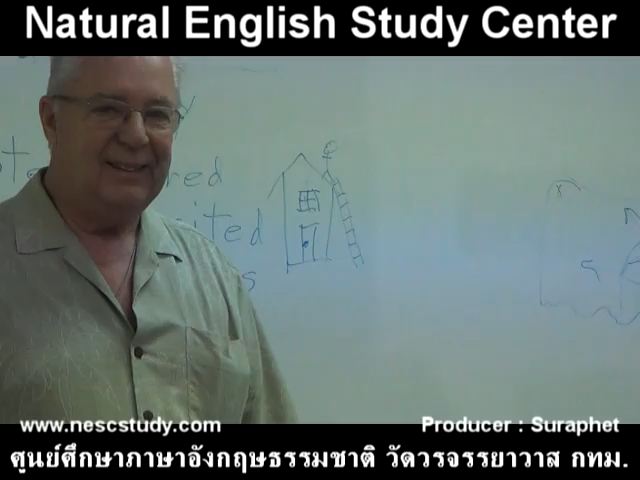 Natural English Study Center
red
ited
s
www.nescstudy.com
Producer : Suraphet
ศูนย์ศึกษาภาษาอังกฤษธรรมชาติ วัดวรจรรยาวาส กทม.